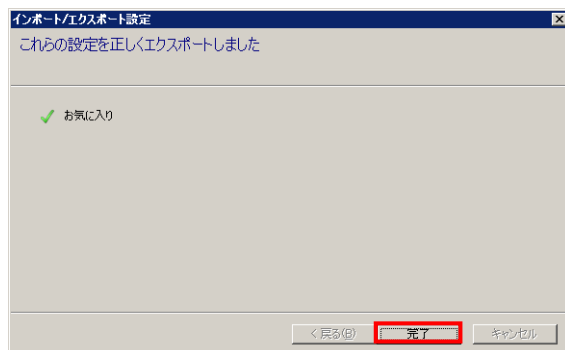 インポート/エクスポート設定
これらの設定を正しくエクスポートしました
お気に入り
< 戻る(B)
完了
キャンセル